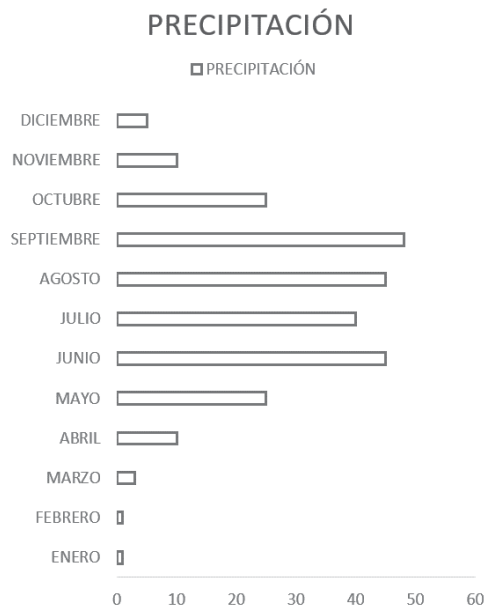 PRECIPITACIÓN
PRECIPITACIÓN
DICIEMBRE
NOVIEMBRE
OCTUBRE
SEPTIEMBRE
AGOSTO
JULIO
JUNIO
MAYO
ABRIL
MARZO
FEBRERO
ENERO
0 10 20 30 40 50 60